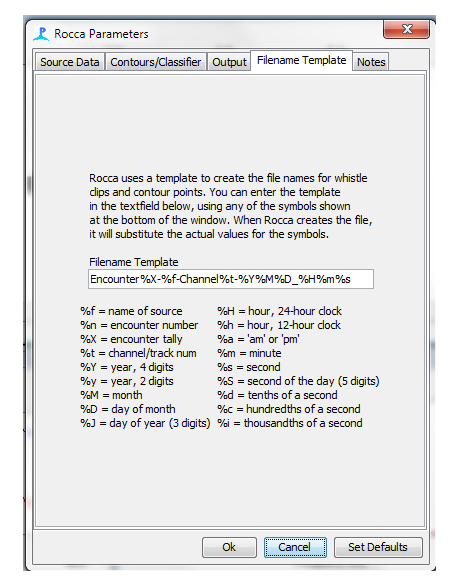 Rocca Parameters
Source Data Contours/Classifier Output Filename Template Notes
Rocca uses a template to create the file names for whistle
clips and contour points. You can enter the template
in the textfield below, using any of the symbols shown
at the bottom of the window. When Rocca creates the file,
it will substitute the actual values for the symbols.
Filename Template
Encounter%X-%f-Channel%t-%Y%M%D_%H%m%s
%f = name of source %H = hour, 24-hour clock
%n = encounter number %h = hour, 12-hour clock
%X = encounter tally %a = 'am' or 'pm'
%t = channel/track num %m = minute
%Y = year, 4 digits %s = second
%y = year, 2 digits %S = second of the day (5 digits)
%M = month %d = tenths of a second
%D = day of month %c = hundredths of a second
%J = day of year (3 digits) %i = thousandths of a second
Ok Cancel Set Defaults